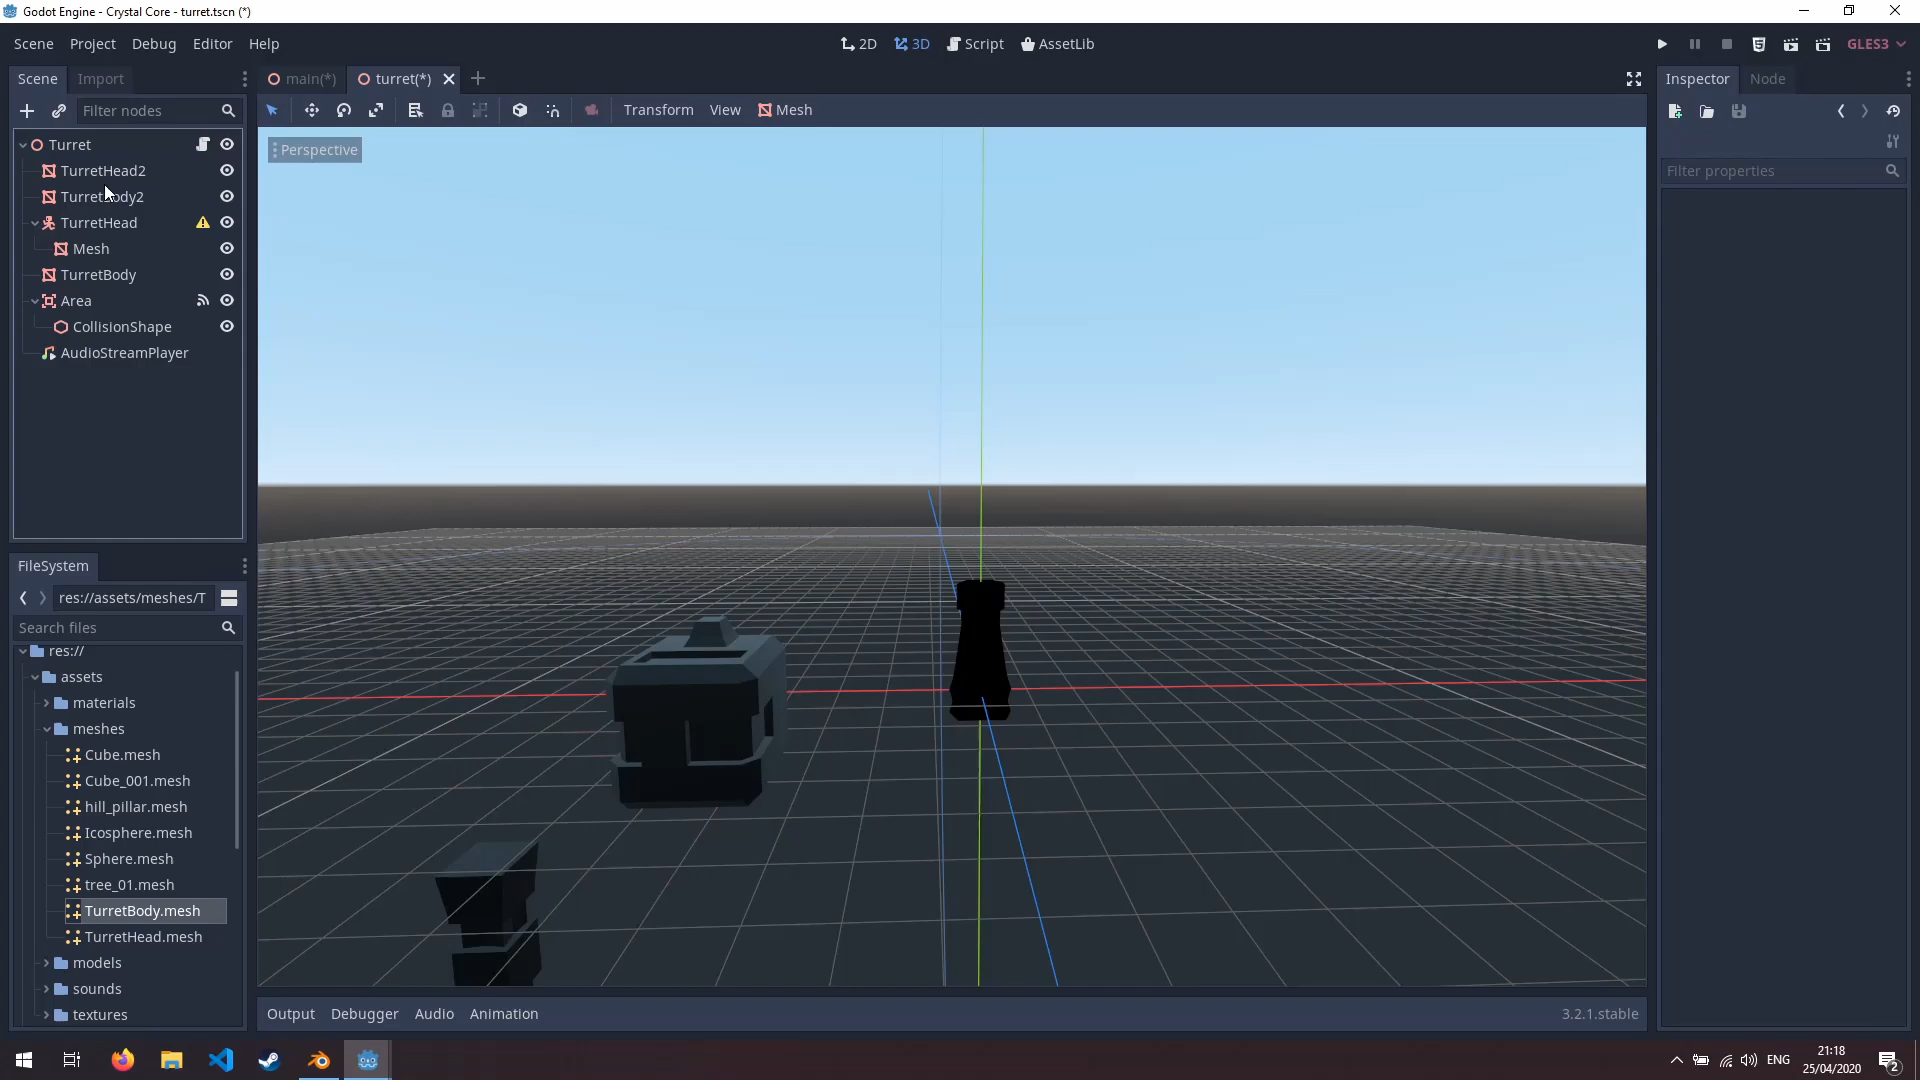 Godot Engine - Crystal Core - turret.tscn (*)
Scene Project Debug Editor Help
2D 3D Script AssetLib
GLES3
Scene Import
main(*) turret(*)
Inspector Node
Filter nodes
Transform View Mesh
Perspective
Filter properties
Turret
TurretHead2
TurretBody2
TurretHead
Mesh
TurretBody
Area
CollisionShape
AudioStreamPlayer
FileSystem
res://assets/meshes/T
Search files
res://
assets
materials
meshes
Cube.mesh
Cube_001.mesh
hill_pillar.mesh
Icosphere.mesh
Sphere.mesh
tree_01.mesh
TurretBody.mesh
TurretHead.mesh
models
sounds
textures
Output Debugger Audio Animation
3.2.1.stable
ENG
21:18
25/04/2020
2